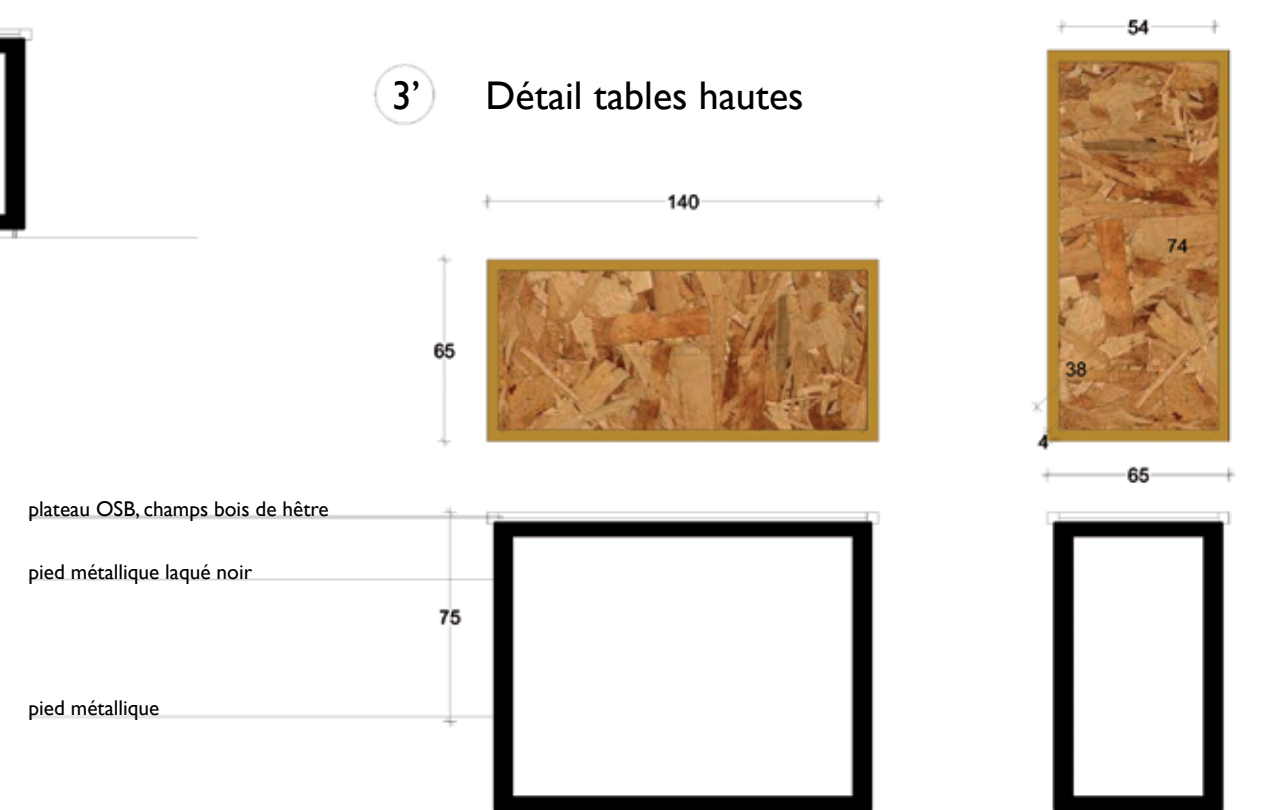 54
3’ Détail tables hautes
140
74
65
38
4
65
plateau OSB, champs bois de hêtre
pied métallique laqué noir
75
pied métallique